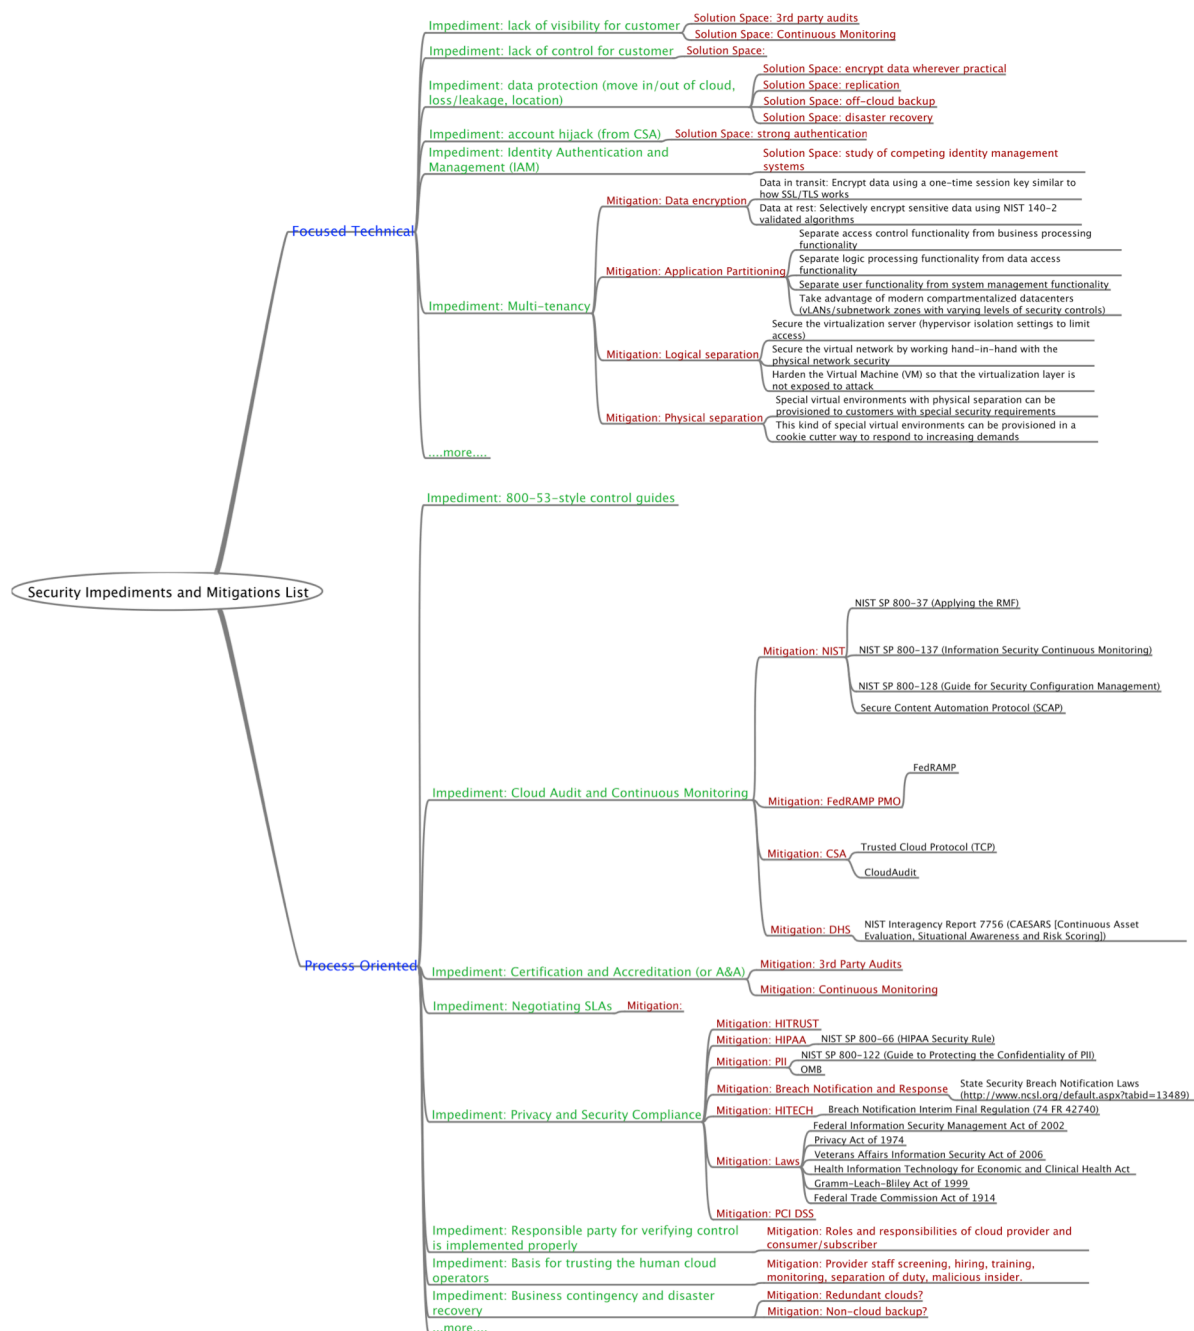 Security Impediments and Mitigations List
Focused Technical
Impediment: lack of visibility for customer
Solution Space: 3rd party audits
Solution Space: Continuous Monitoring
Impediment: lack of control for customer
Solution Space:
Impediment: data protection (move in/out of cloud,
loss/leakage, location)
Solution Space: encrypt data wherever practical
Solution Space: replication
Solution Space: off-cloud backup
Solution Space: disaster recovery
Impediment: account hijack (from CSA)
Solution Space: strong authentication
Impediment: Identity Authentication and
Management (IAM)
Solution Space: study of competing identity management
systems
Impediment: Multi-tenancy
Mitigation: Data encryption
Data in transit: Encrypt data using a one-time session key similar to
how SSL/TLS works
Data at rest: Selectively encrypt sensitive data using NIST 140-2
validated algorithms
Mitigation: Application Partitioning
Separate access control functionality from business processing
functionality
Separate logic processing functionality from data access
functionality
Separate user functionality from system management functionality
Take advantage of modern compartmentalized datacenters
(vLANs/subnetwork zones with varying levels of security controls)
Mitigation: Logical separation
Secure the virtualization server (hypervisor isolation settings to limit
access)
Secure the virtual network by working hand-in-hand with the
physical network security
Harden the Virtual Machine (VM) so that the virtualization layer is
not exposed to attack
Mitigation: Physical separation
Special virtual environments with physical separation can be
provisioned to customers with special security requirements
This kind of special virtual environments can be provisioned in a
cookie cutter way to respond to increasing demands
....more....
Process Oriented
Impediment: 800-53-style control guides
Impediment: Cloud Audit and Continuous Monitoring
Mitigation: NIST
NIST SP 800-37 (Applying the RMF)
NIST SP 800-137 (Information Security Continuous Monitoring)
NIST SP 800-128 (Guide for Security Configuration Management)
Secure Content Automation Protocol (SCAP)
Mitigation: FedRAMP PMO
FedRAMP
Mitigation: CSA
Trusted Cloud Protocol (TCP)
CloudAudit
Mitigation: DHS
NIST Interagency Report 7756 (CAESARS [Continuous Asset
Evaluation, Situational Awareness and Risk Scoring])
Impediment: Certification and Accreditation (or A&A)
Mitigation: 3rd Party Audits
Mitigation: Continuous Monitoring
Impediment: Negotiating SLAs
Mitigation:
Impediment: Privacy and Security Compliance
Mitigation: HITRUST
Mitigation: HIPAA
NIST SP 800-66 (HIPAA Security Rule)
Mitigation: PII
NIST SP 800-122 (Guide to Protecting the Confidentiality of PII)
OMB
Mitigation: Breach Notification and Response
State Security Breach Notification Laws
(http://www.ncsl.org/default.aspx?tabid=13489)
Mitigation: HITECH
Breach Notification Interim Final Regulation (74 FR 42740)
Mitigation: Laws
Federal Information Security Management Act of 2002
Privacy Act of 1974
Veterans Affairs Information Security Act of 2006
Health Information Technology for Economic and Clinical Health Act
Gramm-Leach-Bliley Act of 1999
Federal Trade Commission Act of 1914
Mitigation: PCI DSS
Impediment: Responsible party for verifying control
is implemented properly
Mitigation: Roles and responsibilities of cloud provider and
consumer/subscriber
Impediment: Basis for trusting the human cloud
operators
Mitigation: Provider staff screening, hiring, training,
monitoring, separation of duty, malicious insider.
Impediment: Business contingency and disaster
recovery
Mitigation: Redundant clouds?
Mitigation: Non-cloud backup?
...more....